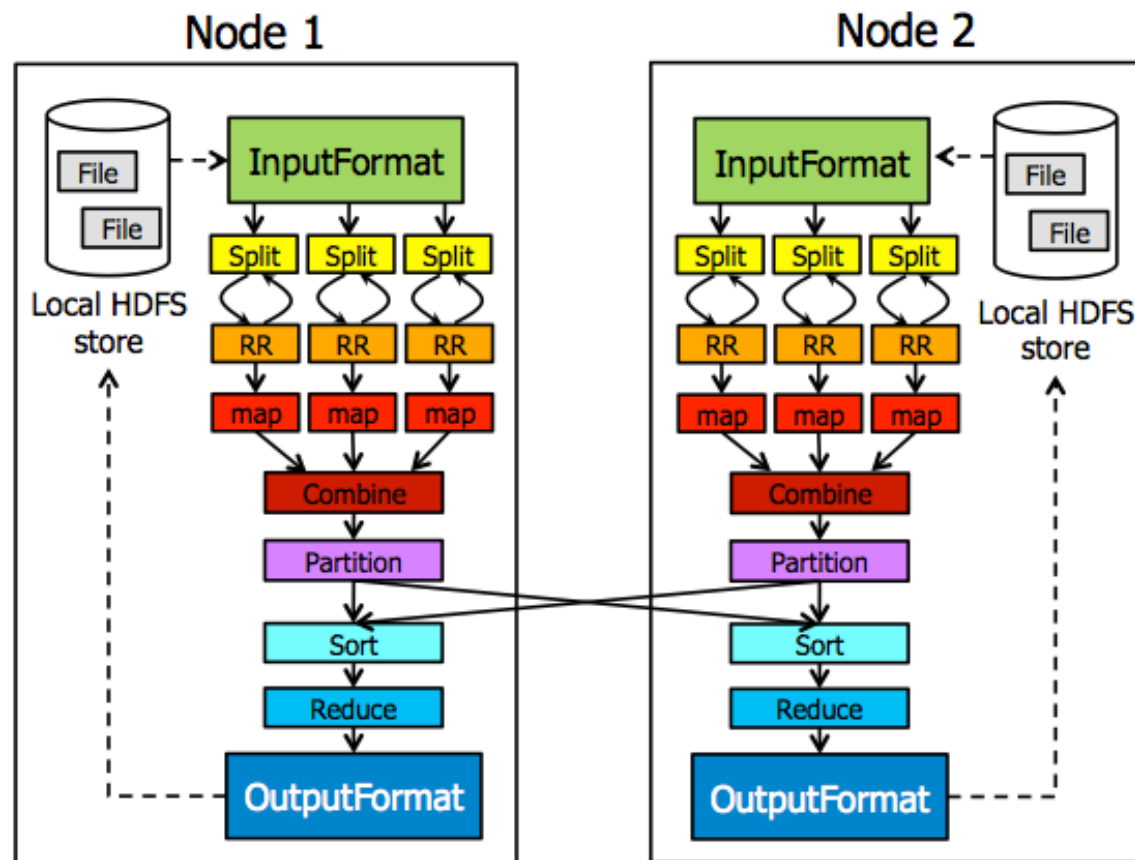 Node 1
File
File
Local HDFS
store
InputFormat
Split Split Split
RR RR RR
map map map
Combine
Partition
Sort
Reduce
OutputFormat
Node 2
InputFormat
Split Split Split
RR RR RR
map map map
Combine
Partition
Sort
Reduce
OutputFormat
File
File
Local HDFS
store